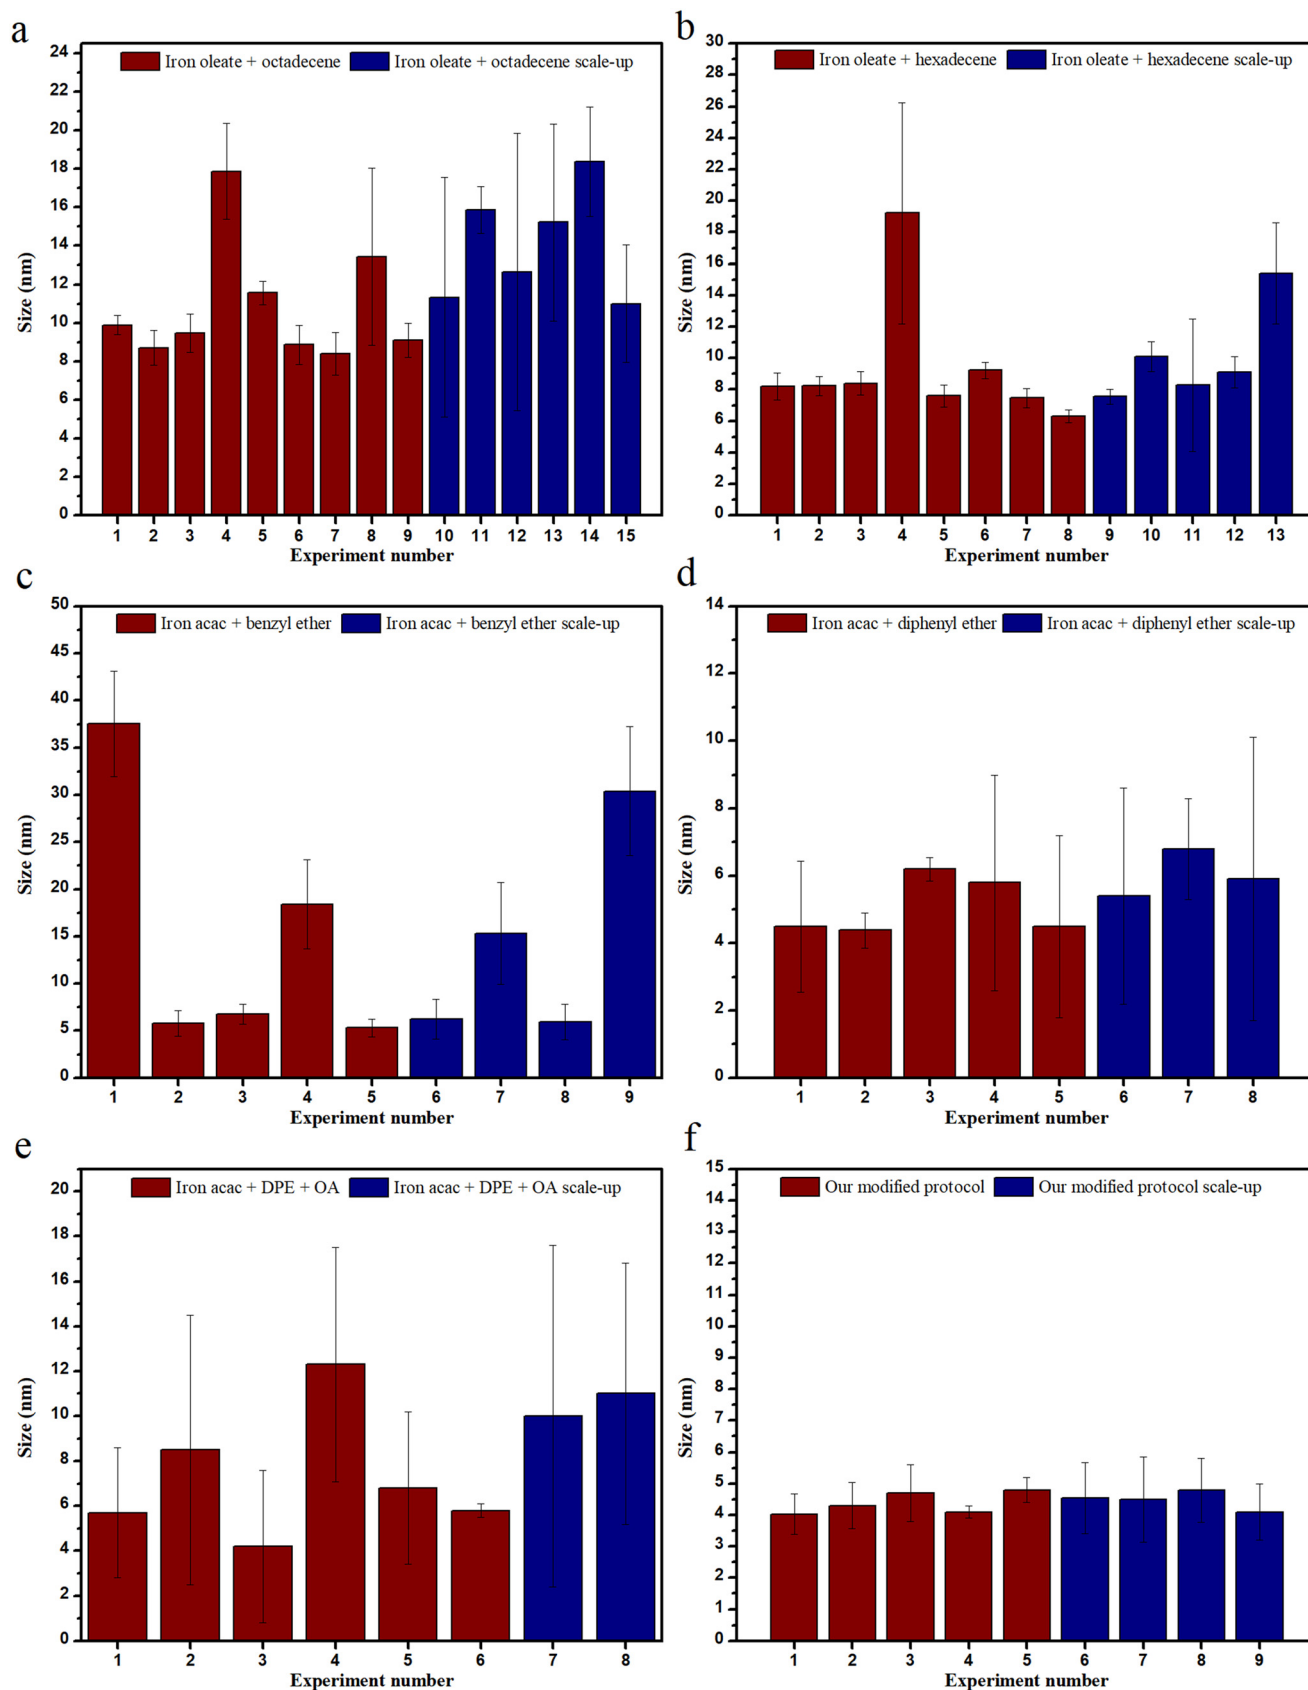 a
Iron oleate + octadecene
Iron oleate + octadecene scale-up
24
22
20
18
16
14
12
10
8
6
4
2
0
Size (nm)
1 2 3 4 5 6 7 8 9 10 11 12 13 14 15
Experiment number
b
Iron oleate + hexadecene
Iron oleate + hexadecene scale-up
30
28
26
24
22
20
18
16
14
12
10
8
6
4
2
0
Size (nm)
1 2 3 4 5 6 7 8 9 10 11 12 13
Experiment number
c
Iron acac + benzyl ether
Iron acac + benzyl ether scale-up
50
45
40
35
30
25
20
15
10
5
0
Size (nm)
1 2 3 4 5 6 7 8 9
Experiment number
d
Iron acac + diphenyl ether
Iron acac + diphenyl ether scale-up
14
12
10
8
6
4
2
0
Size (nm)
1 2 3 4 5 6 7 8
Experiment number
e
Iron acac + DPE + OA
Iron acac + DPE + OA scale-up
20
18
16
14
12
10
8
6
4
2
0
Size (nm)
1 2 3 4 5 6 7 8
Experiment number
f
Our modified protocol
Our modified protocol scale-up
15
14
13
12
11
10
9
8
7
6
5
4
3
2
1
0
Size (nm)
1 2 3 4 5 6 7 8 9
Experiment number